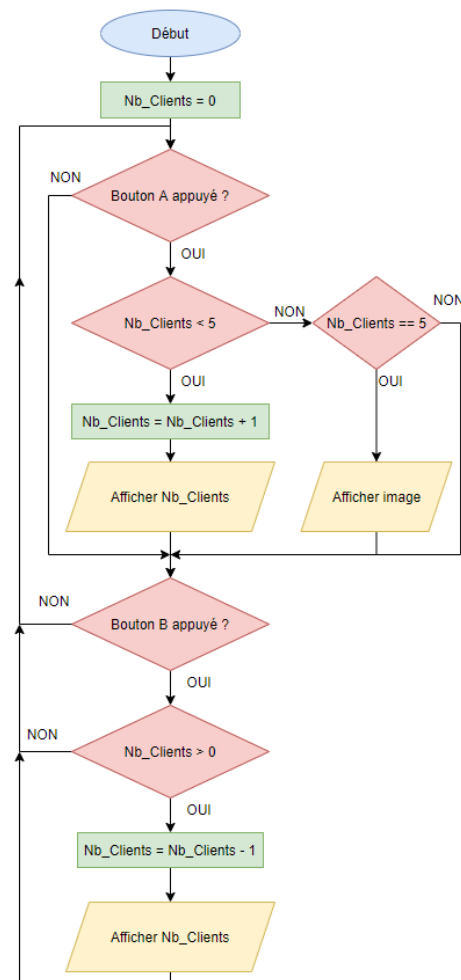 Début
Nb_Clients = 0
NON
Bouton A appuyé ?
OUI
Nb_Clients < 5
NON
Nb_Clients == 5
NON
OUI
OUI
Nb_Clients = Nb_Clients + 1
Afficher Nb_Clients
Afficher image
NON
Bouton B appuyé ?
OUI
NON
Nb_Clients > 0
OUI
Nb_Clients = Nb_Clients - 1
Afficher Nb_Clients